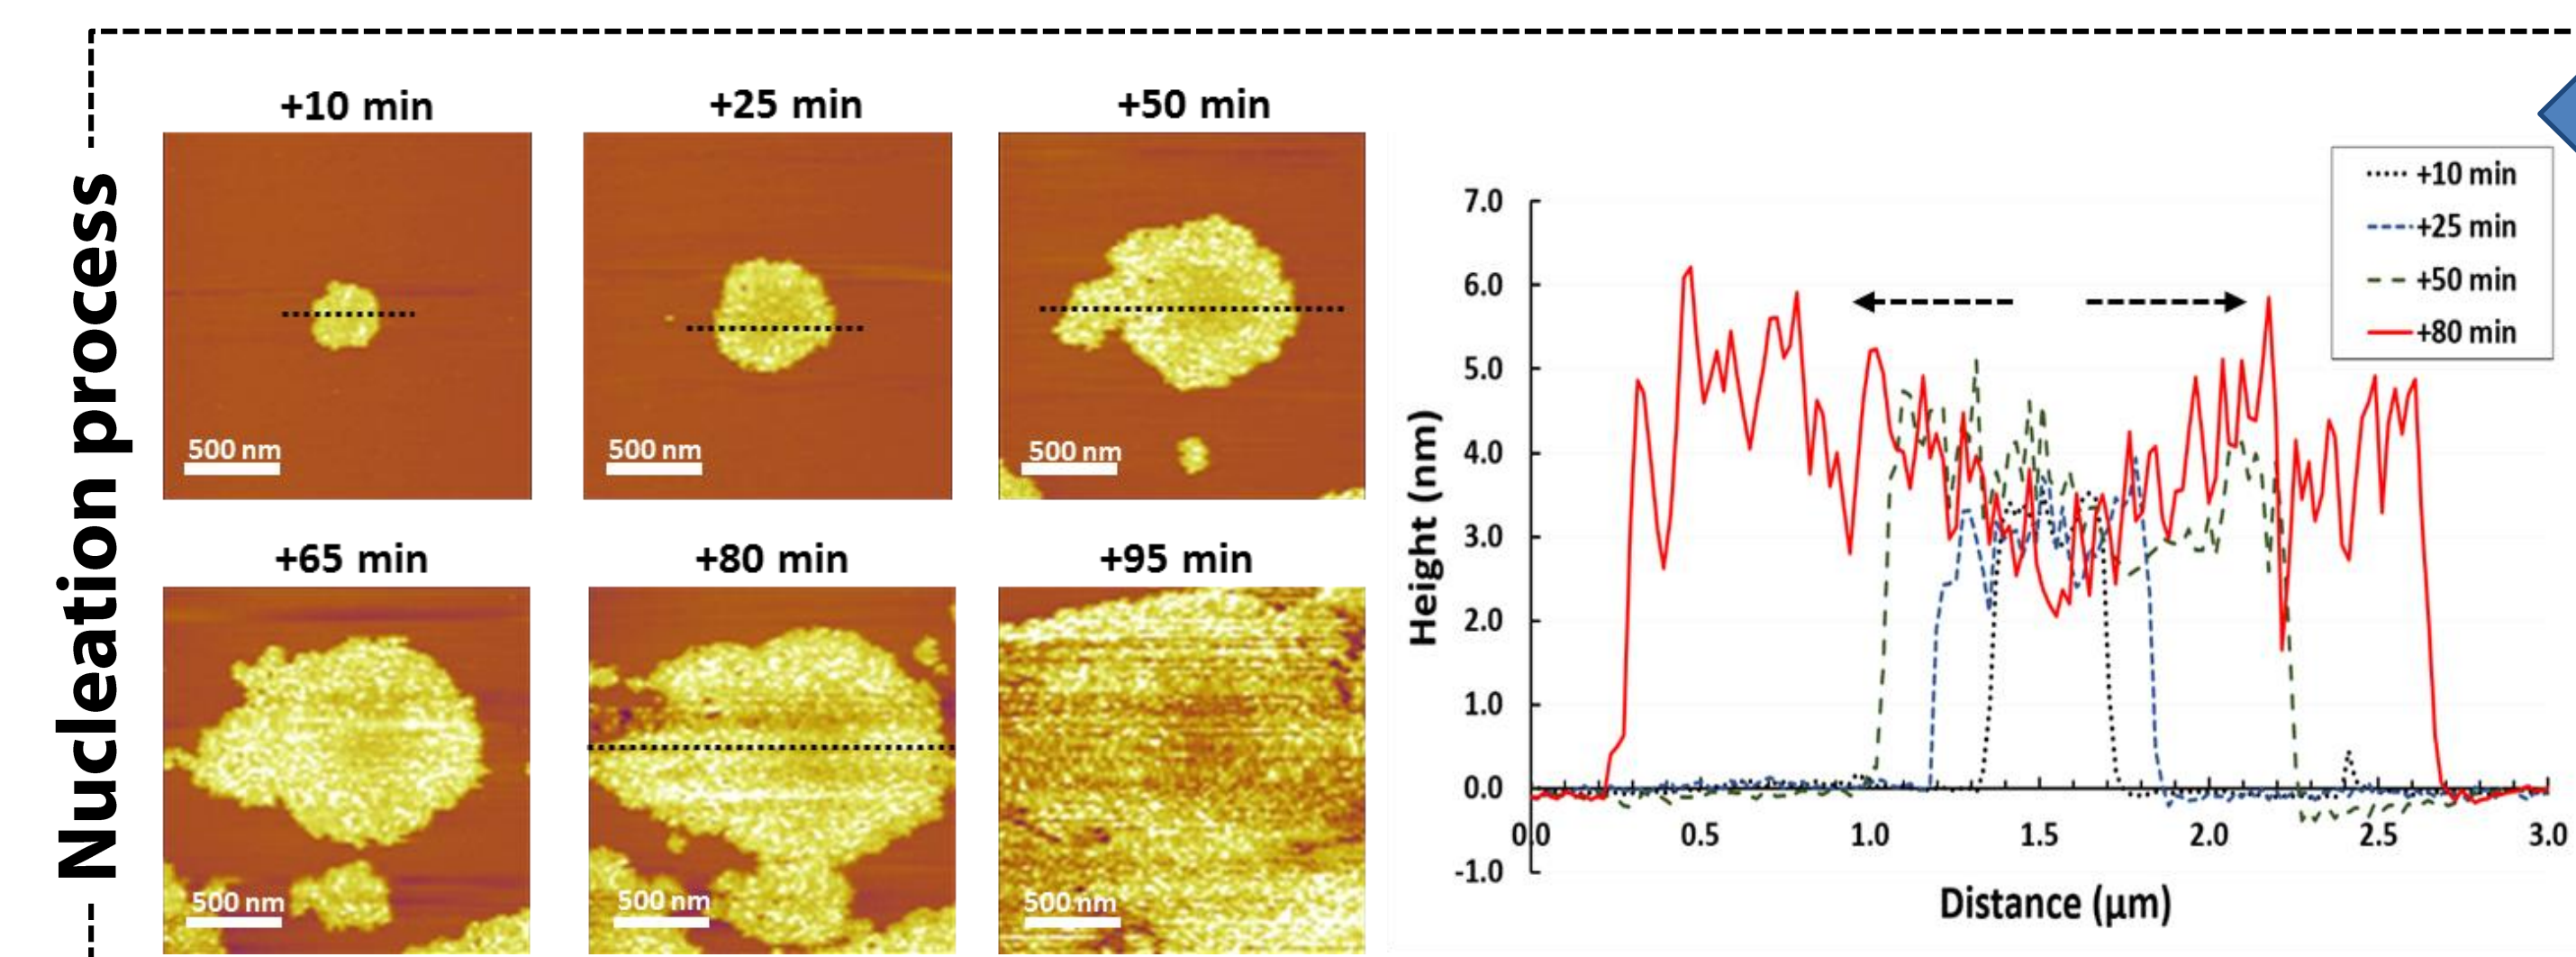 Nucleation process
+10 min
+25 min
+50 min
500 nm
500 nm
500 nm
+65 min
+80 min
+95 min
500 nm
500 nm
500 nm
+10 min
+25 min
+50 min
+80 min
7.0
6.0
5.0
4.0
3.0
2.0
1.0
0.0
-1.0
Height (nm)
0.0 0.5 1.0 1.5 2.0 2.5 3.0
Distance (μm)